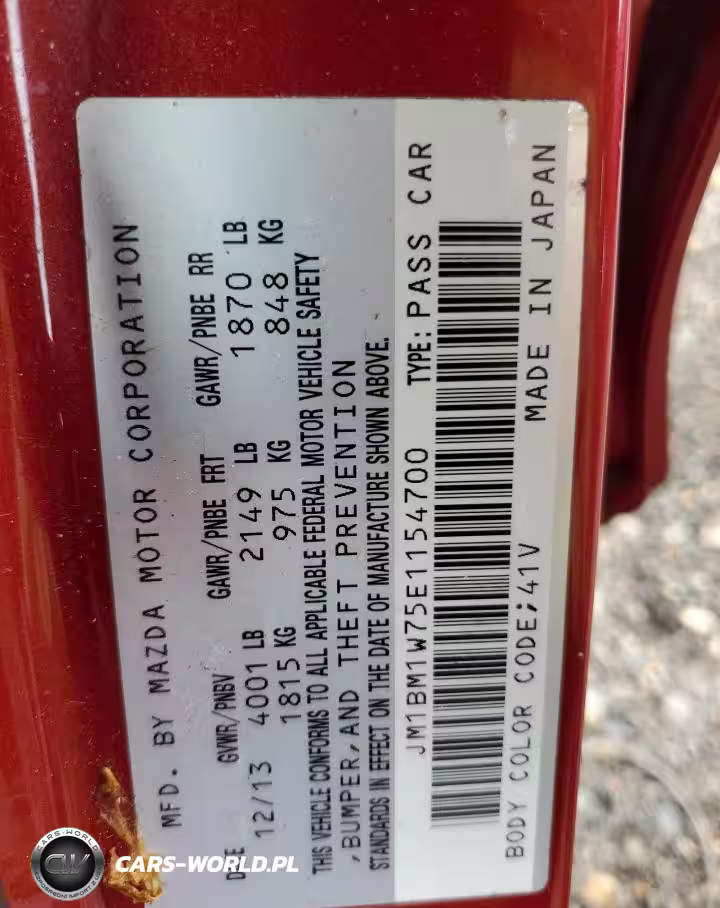 MFD. BY MAZDA MOTOR CORPORATION
DATE GVWR/PNBV GAWR/PNBE FRT GAWR/PNBE RR
12/13 4001 LB 2149 LB 1870 LB
1815 KG 975 KG 848 KG
THIS VEHICLE CONFORMS TO ALL APPLICABLE FEDERAL MOTOR VEHICLE SAFETY
,BUMPER,AND THEFT PREVENTION
STANDARDS IN EFFECT ON THE DATE OF MANUFACTURE SHOWN ABOVE.
JM1BM1W75E1154700 TYPE: PASS CAR
BODY COLOR CODE;41V MADE IN JAPAN
CARS-WORLD
CW
CARS-WORLD.PL